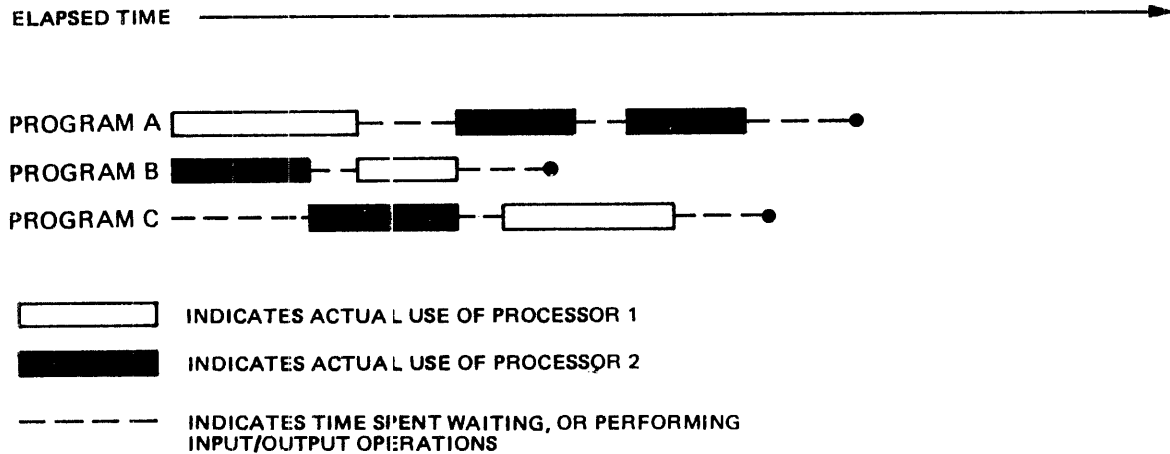 ELAPSED TIME
PROGRAM A
PROGRAM B
PROGRAM C
INDICATES ACTUAL USE OF PROCESSOR 1
INDICATES ACTUAL USE OF PROCESSOR 2
INDICATES TIME SPENT WAITING, OR PERFORMING
INPUT/OUTPUT OPERATIONS